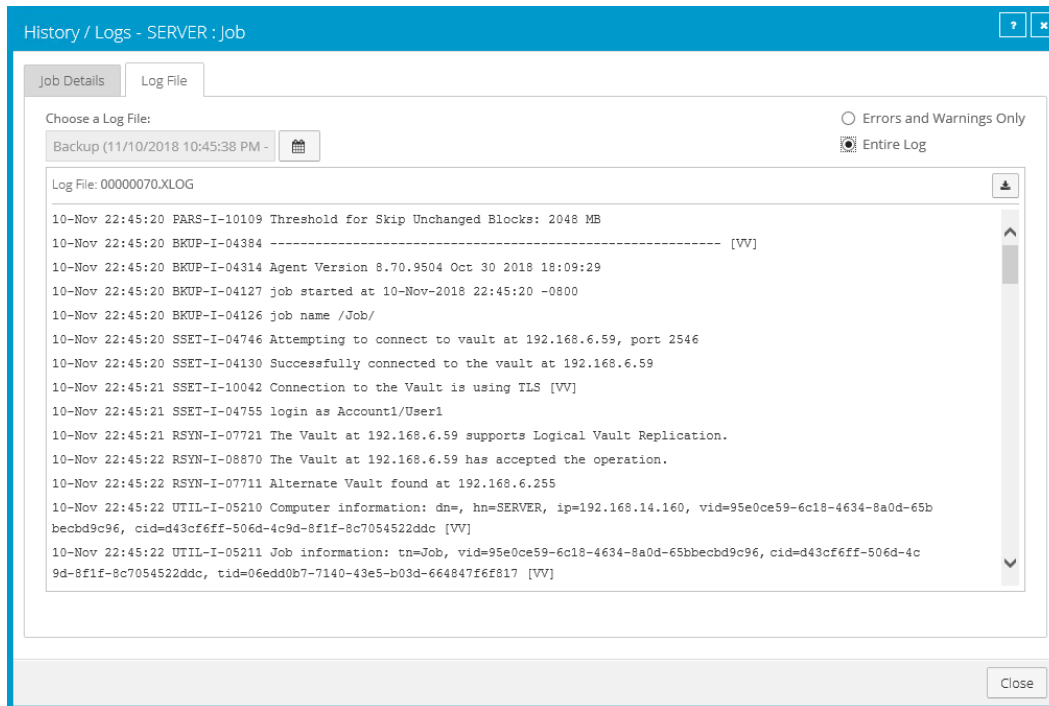 History / Logs - SERVER : Job
? x
Job Details
Log File
Choose a Log File:
Errors and Warnings Only
Backup (11/10/2018 10:45:38 PM -
Entire Log
Log File: 00000070.XLOG
10-Nov 22:45:20 PARS-I-10109 Threshold for Skip Unchanged Blocks: 2048 MB
10-Nov 22:45:20 BKUP-I-04384 ------------------------------------------------------------ [VV]
10-Nov 22:45:20 BKUP-I-04314 Agent Version 8.70.9504 Oct 30 2018 18:09:29
10-Nov 22:45:20 BKUP-I-04127 job started at 10-Nov-2018 22:45:20 -0800
10-Nov 22:45:20 BKUP-I-04126 job name /Job/
10-Nov 22:45:20 SSET-I-04746 Attempting to connect to vault at 192.168.6.59, port 2546
10-Nov 22:45:20 SSET-I-04130 Successfully connected to the vault at 192.168.6.59
10-Nov 22:45:21 SSET-I-10042 Connection to the Vault is using TLS [VV]
10-Nov 22:45:21 SSET-I-04755 login as Account1/User1
10-Nov 22:45:21 RSYN-I-07721 The Vault at 192.168.6.59 supports Logical Vault Replication.
10-Nov 22:45:22 RSYN-I-08870 The Vault at 192.168.6.59 has accepted the operation.
10-Nov 22:45:22 RSYN-I-07711 Alternate Vault found at 192.168.6.255
10-Nov 22:45:22 UTIL-I-05210 Computer information: dn=, hn=SERVER, ip=192.168.14.160, vid=95e0ce59-6c18-4634-8a0d-65b
becbd9c96, cid=d43cf6ff-506d-4c9d-8f1f-8c7054522ddc [VV]
10-Nov 22:45:22 UTIL-I-05211 Job information: tn=Job, vid=95e0ce59-6c18-4634-8a0d-65bbecbd9c96, cid=d43cf6ff-506d-4c
9d-8f1f-8c7054522ddc, tid=06edd0b7-7140-43e5-b03d-664847f6f817 [VV]
Close